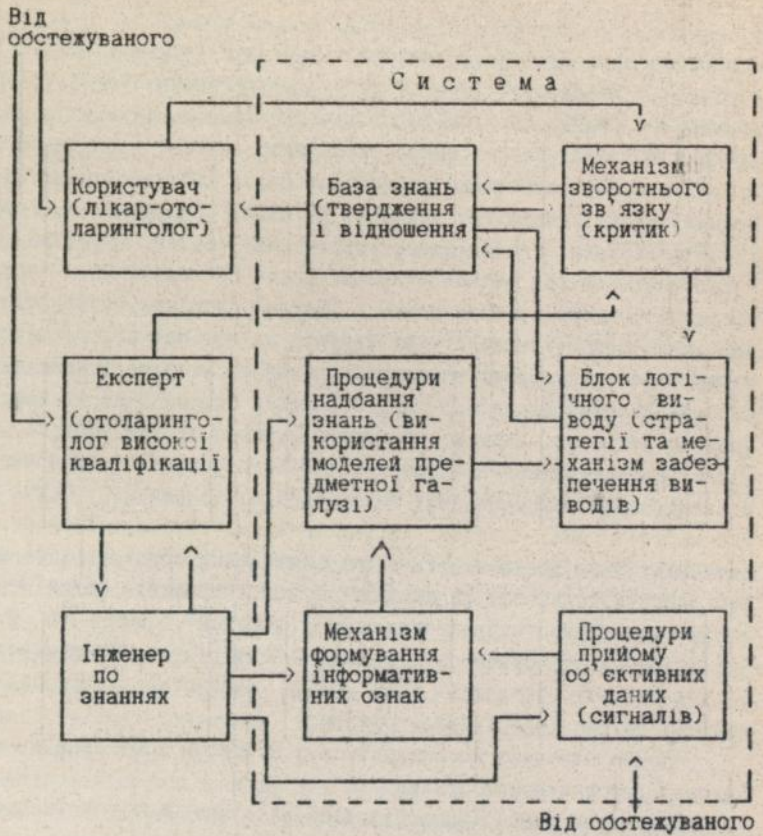 Від
обстежуваного
Система
Користувач
(лікар-ото-
ларинголог)
База знань
(твердження
і відношення
Механізм
зворотнього
зв'язку
(критик)
Експерт
(отоларинго-
лог високої
кваліфікації
Процедури
надбання
знань (ви-
користання
моделей пре-
дметної га-
лузі)
Блок логі-
чного ви-
воду (стра-
тегії та ме-
ханізм забез
печення ви-
водів)
Інженер
по
знаннях
Механізм
формування
інформатив-
них ознак
Процедури
прийому
об'єктивних
даних
(сигналів)
Від обстежуваного